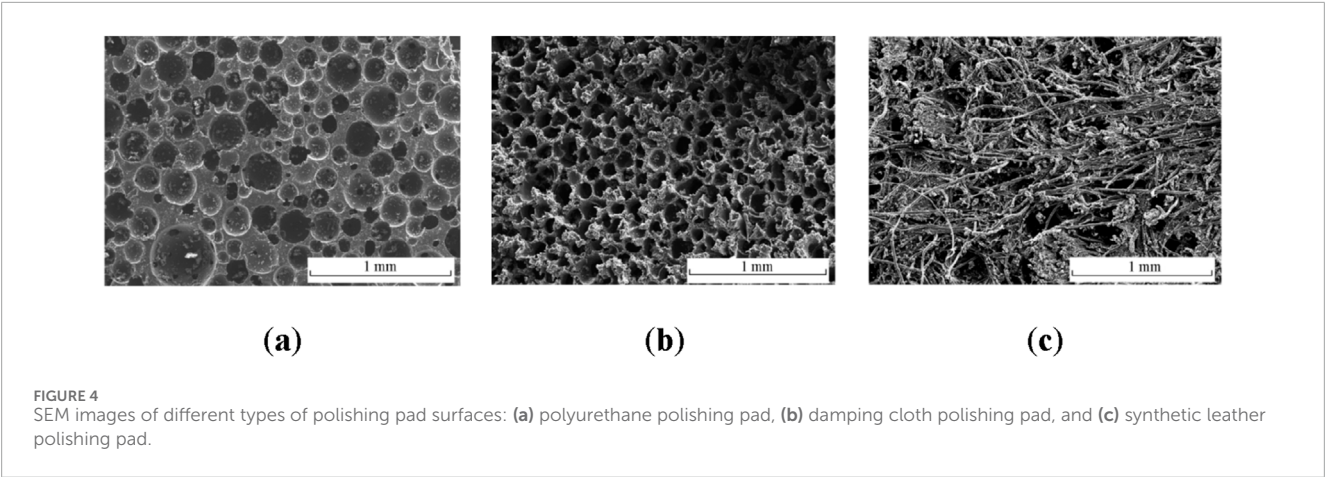 1 mm
1 mm
1 mm
(a)
(b)
(c)
FIGURE 4
SEM images of different types of polishing pad surfaces: (a) polyurethane polishing pad, (b) damping cloth polishing pad, and (c) synthetic leather
polishing pad.